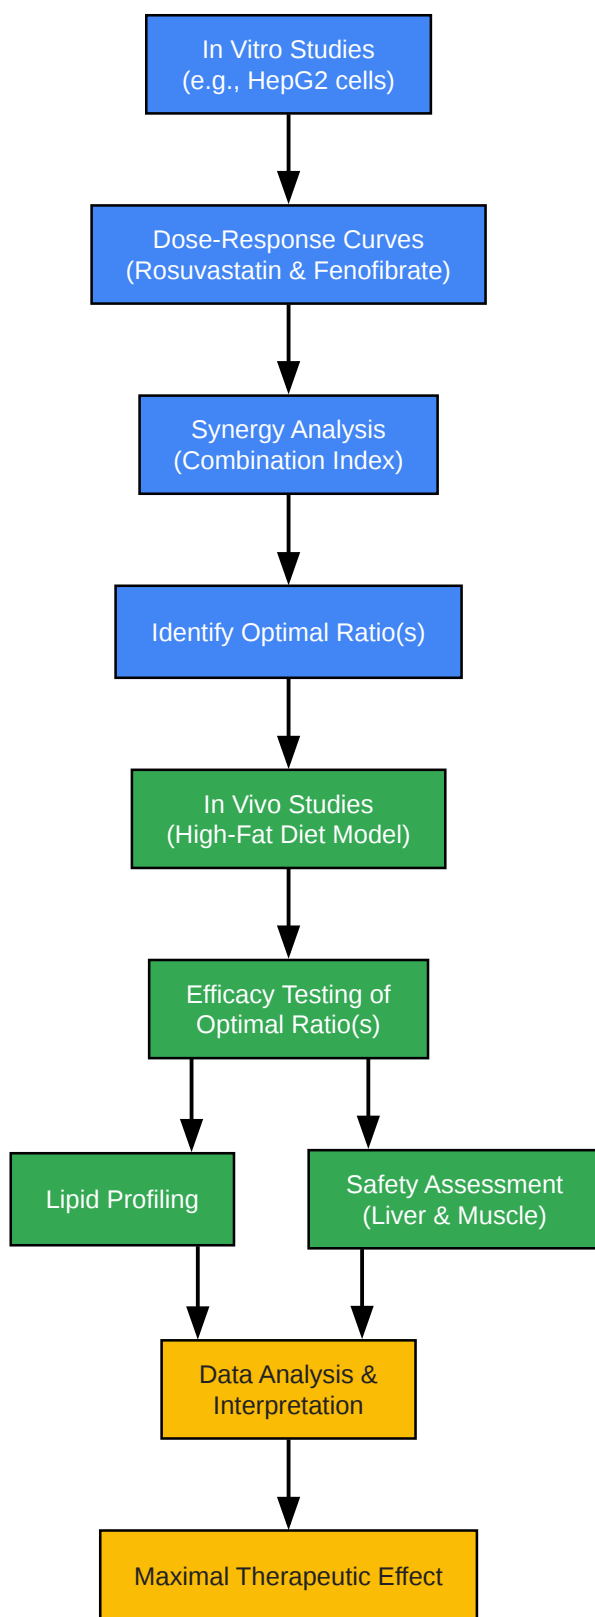 In Vitro Studies
(e.g., HepG2 cells)
Dose-Response Curves
(Rosuvastatin & Fenofibrate)
Synergy Analysis
(Combination Index)
Identify Optimal Ratio(s)
In Vivo Studies
(High-Fat Diet Model)
Efficacy Testing of
Optimal Ratio(s)
Lipid Profiling
Safety Assessment
(Liver & Muscle)
Data Analysis &
Interpretation
Maximal Therapeutic Effect